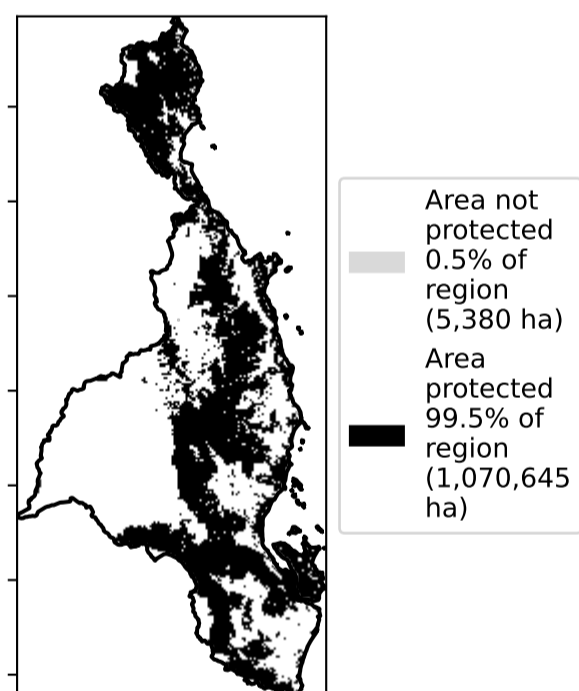 Area not
protected
0.5% of
region
(5,380 ha)
Area
protected
99.5% of
region
(1,070,645
ha)